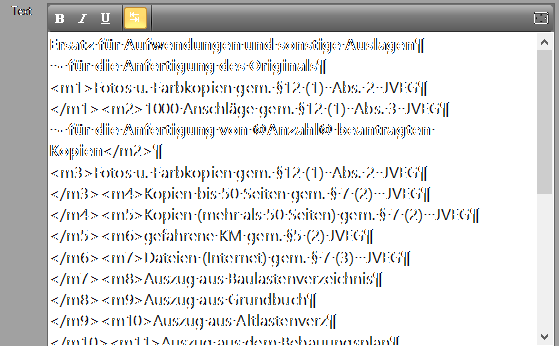 Text
B I U
Ersatz·für·Aufwendungen·und·sonstige·Auslagen¶
·-·für·die·Anfertigung·des·Originals¶
<m1>Fotos·u.·Farbkopien·gem.·§12·(1)··Abs.·2··JVEG¶
</m1><m2>1000·Anschläge·gem.·§12·(1)··Abs.·3·JVEG¶
·-·für·die·Anfertigung·von·@Anzahl@·beantragten·
Kopien</m2>¶
<m3>Fotos·u.·Farbkopien·gem.·§12·(1)··Abs.·2··JVEG¶
</m3><m4>Kopien·bis·50·Seiten·gem.·§·7·(2)···JVEG¶
</m4><m5>Kopien·(mehr·als·50·Seiten)·gem.·§·7·(2)···JVEG¶
</m5><m6>gefahrene·KM·gem.·§5·(2)·JVEG¶
</m6><m7>Dateien·(Internet)·gem.·§·7·(3)···JVEG¶
</m7><m8>Auszug·aus·Baulastenverzeichnis¶
</m8><m9>Auszug·aus·Grundbuch¶
</m9><m10>Auszug·aus·Altlastenverz¶
</m10><m11>Auszug·aus·dem·Bebauungsplan¶